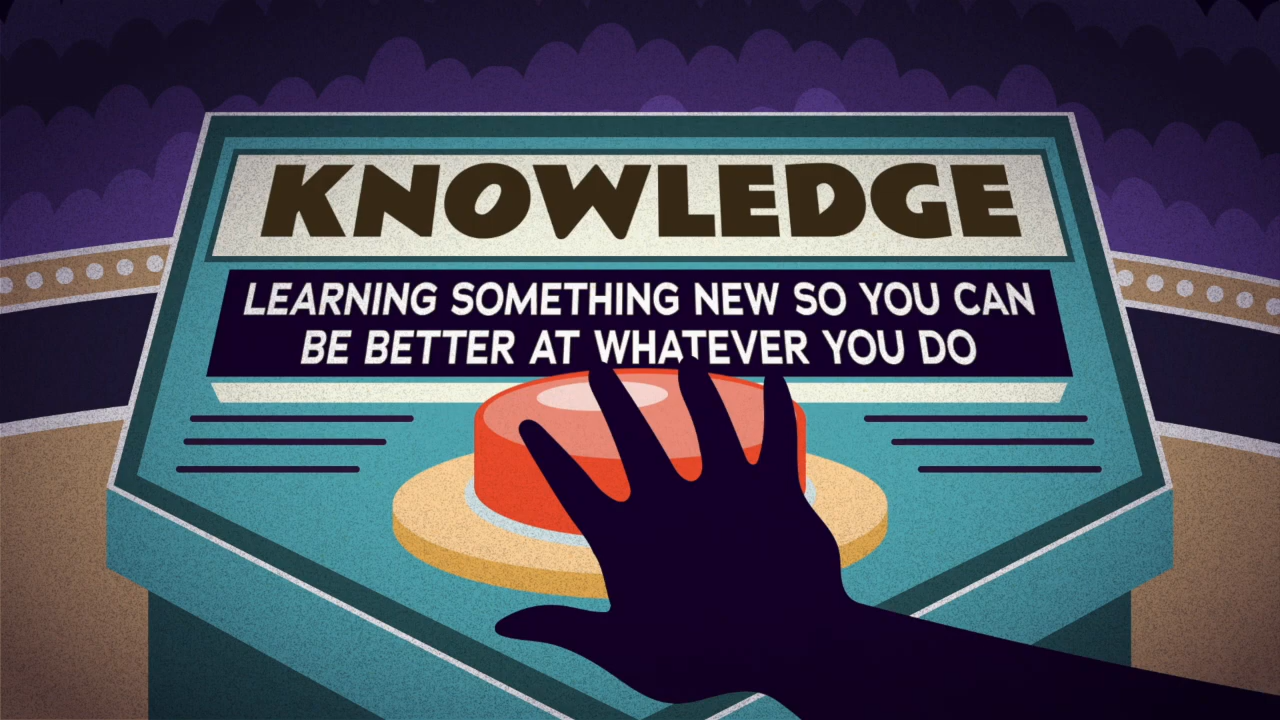 KNOWLEDGE
LEARNING SOMETHING NEW SO YOU CAN
BE BETTER AT WHATEVER YOU DO